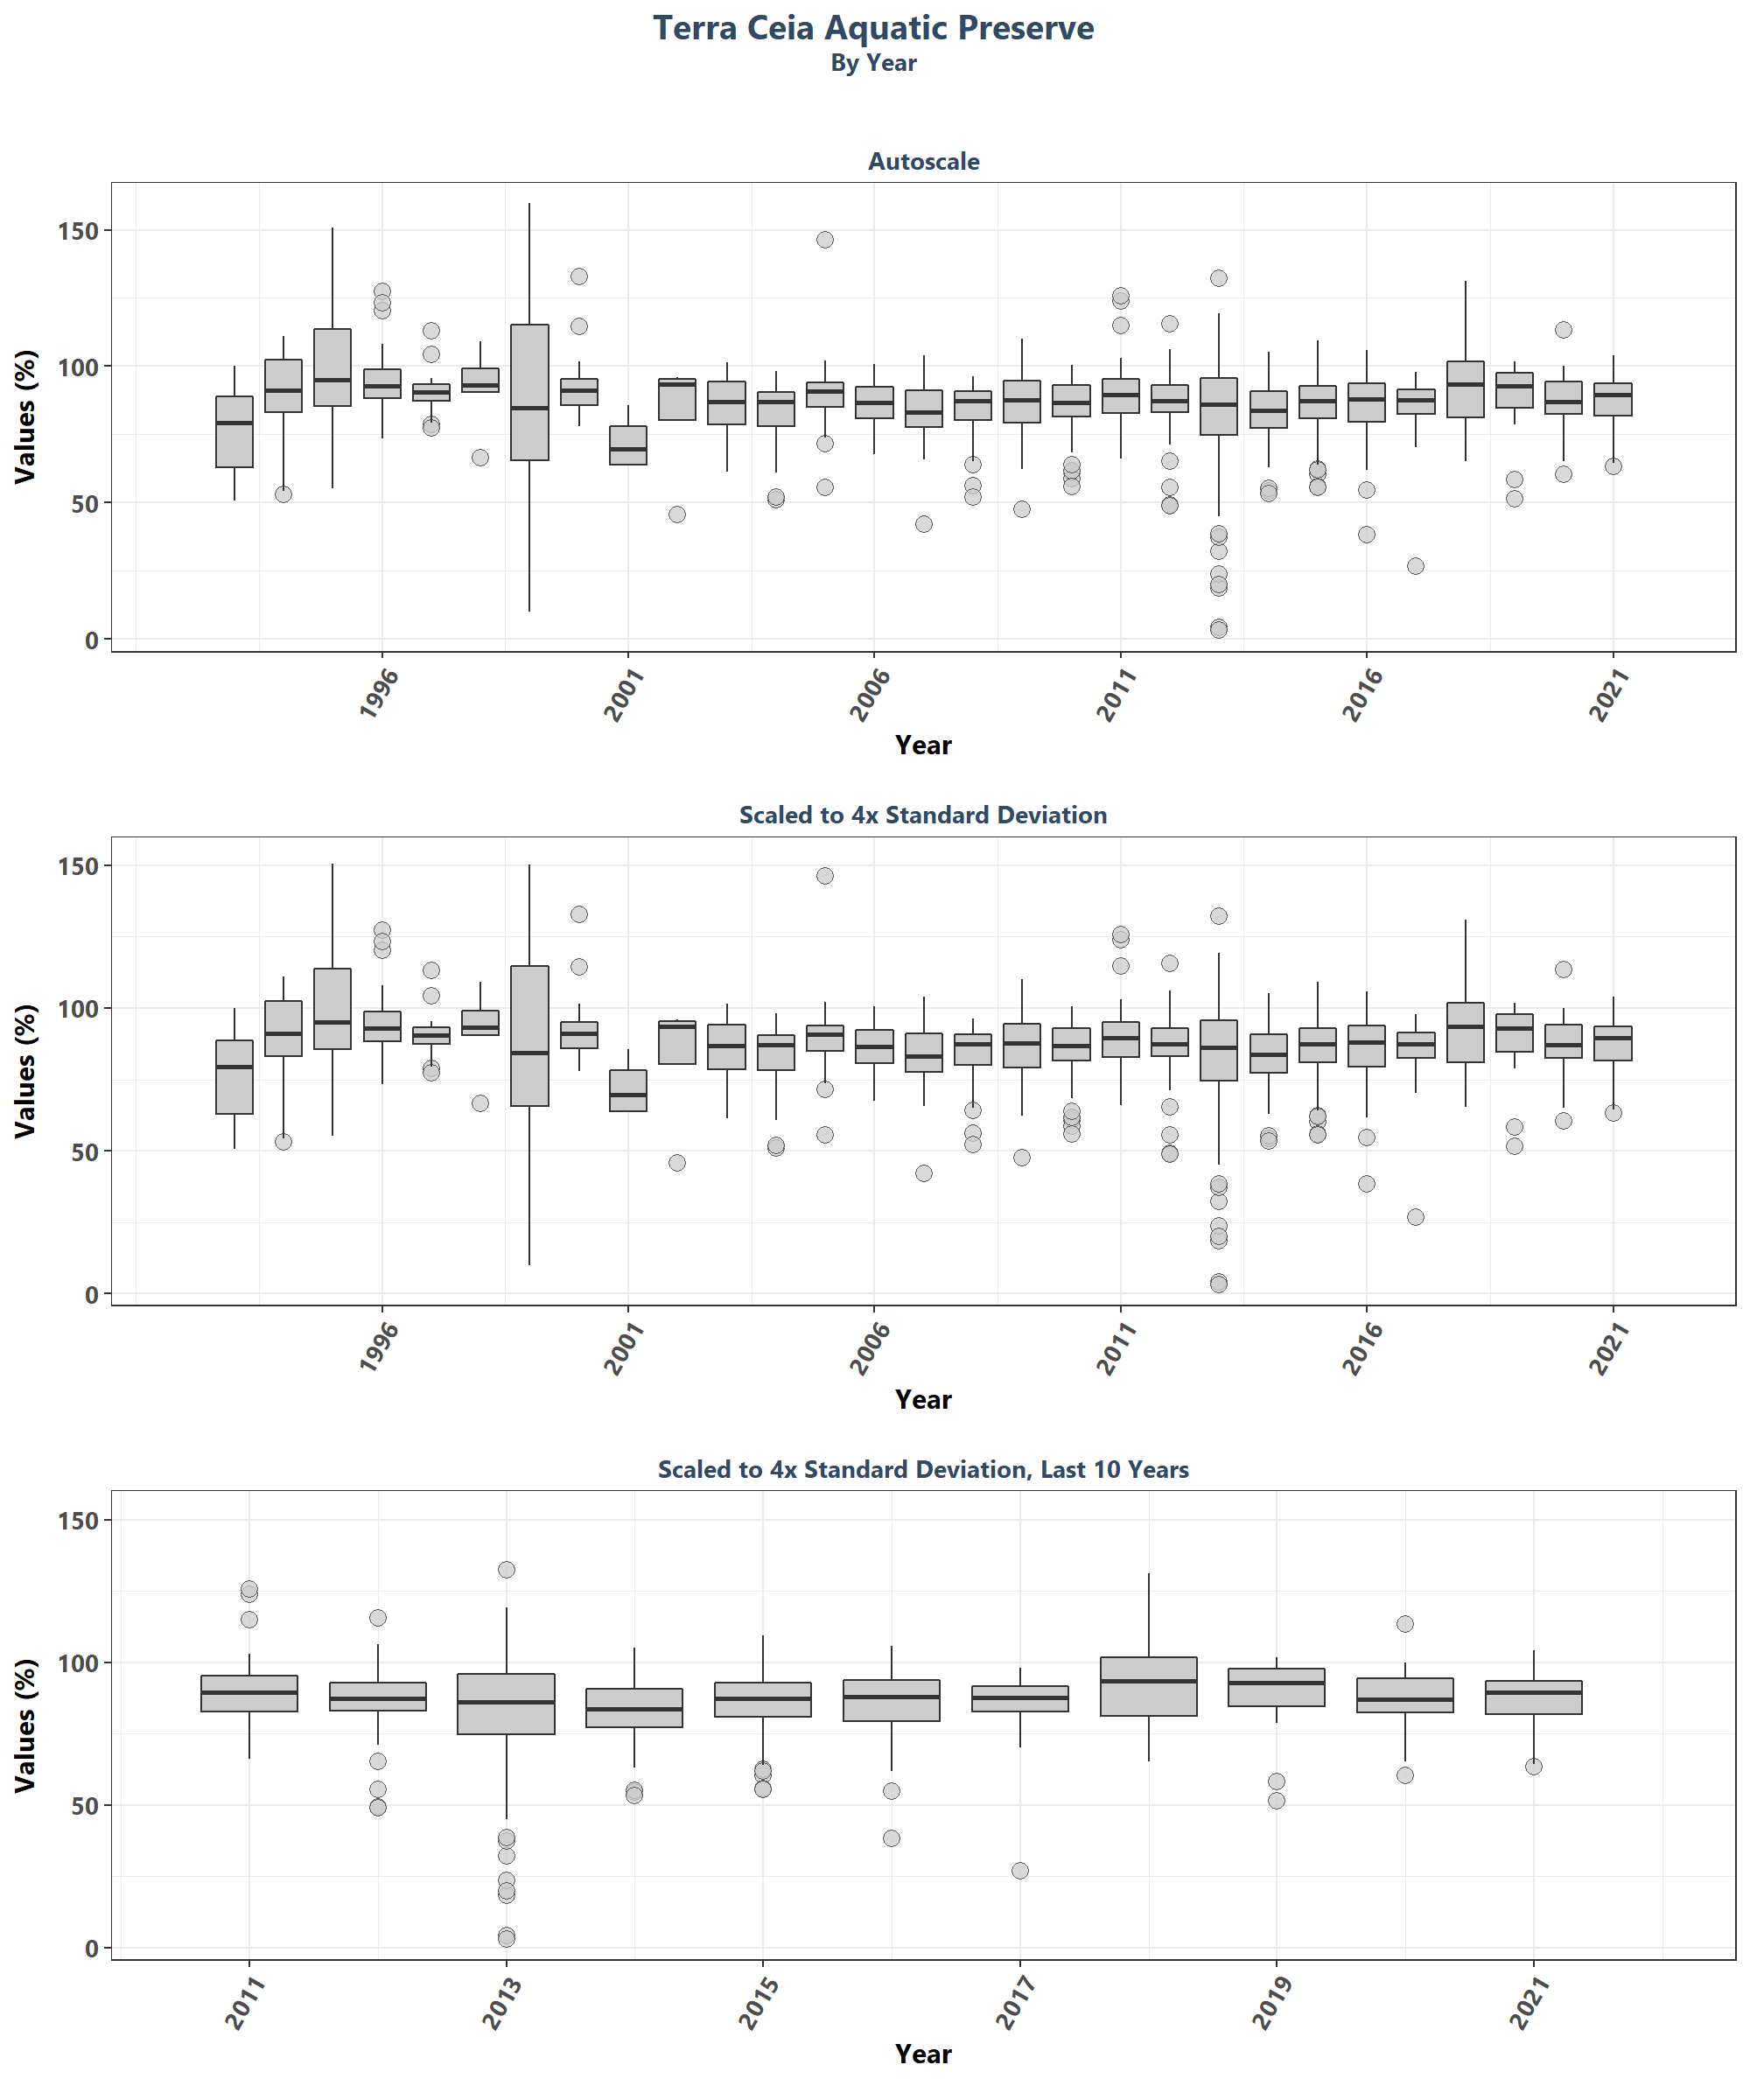 Terra Ceia Aquatic Preserve
By Year
Autoscale
Values (%)
150
100
50
0
1996
2001
2006
2011
2016
2021
Year
Scaled to 4x Standard Deviation
Values (%)
150
100
50
0
1996
2001
2006
2011
2016
2021
Year
Scaled to 4x Standard Deviation, Last 10 Years
Values (%)
150
100
50
0
2011
2013
2015
2017
2019
2021
Year